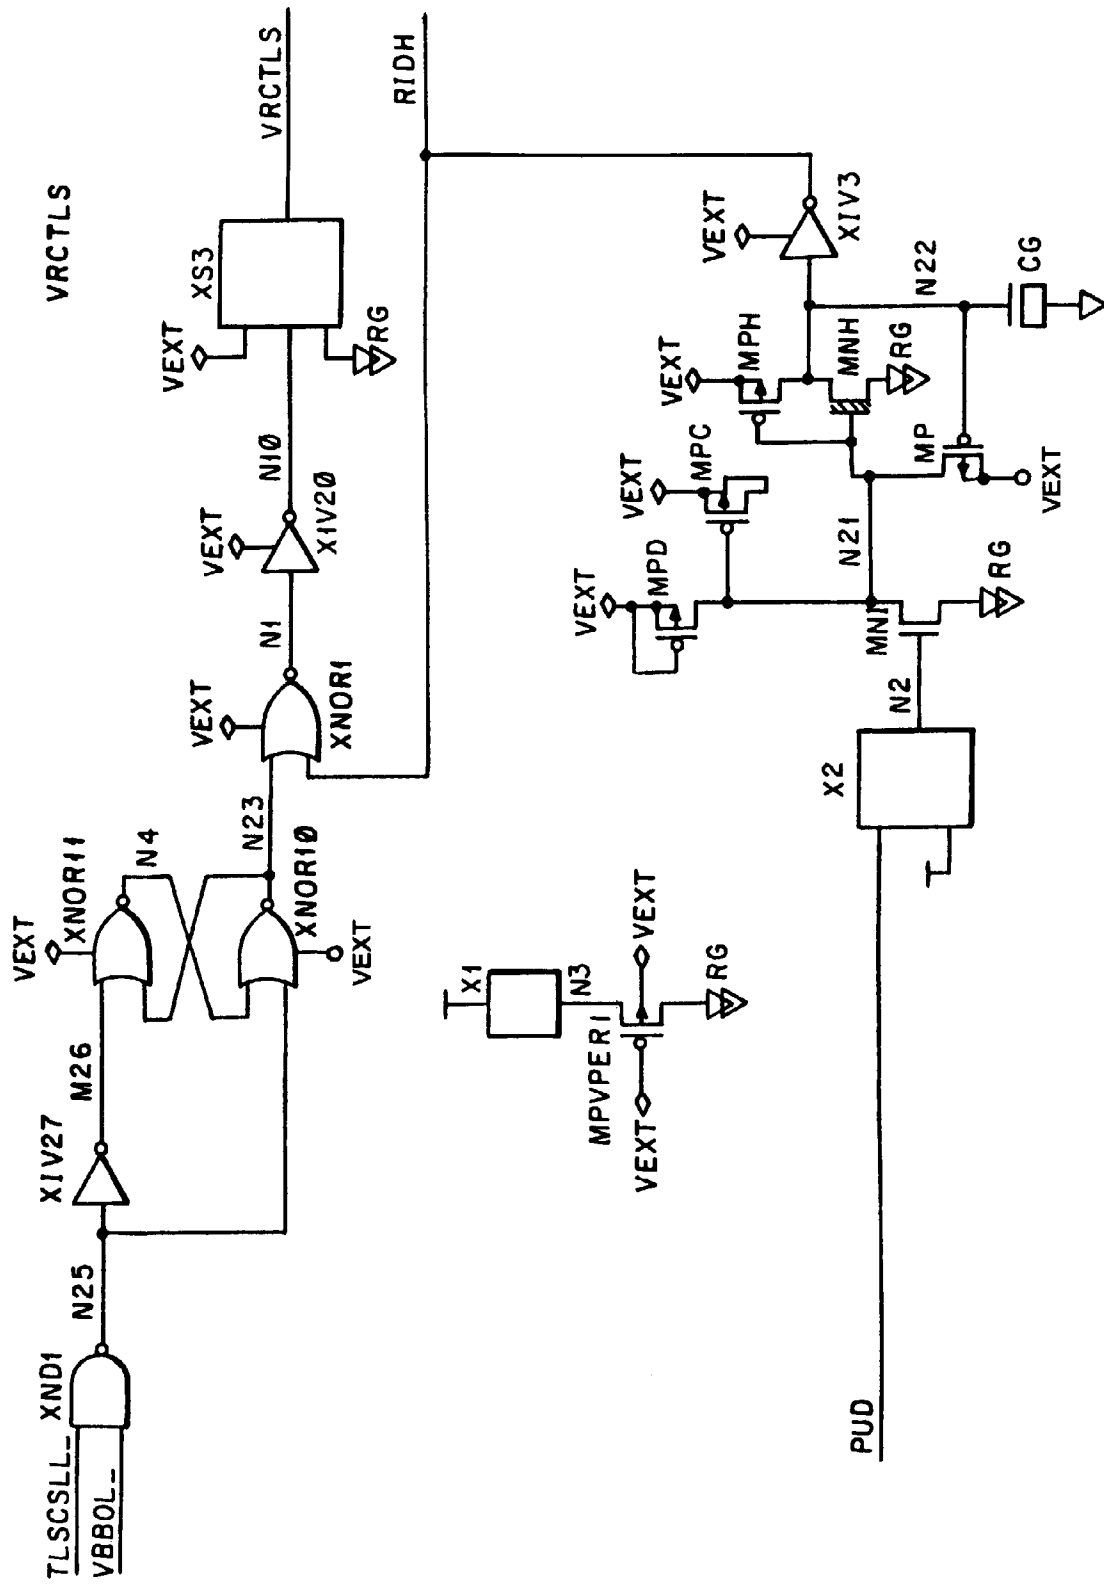 VRCTLS
TLSCSLL_
VBBOL_
XND1
N25
XIV27
M26
VEXT
XNOR11
N4
N23
XNOR10
VEXT
VEXT
XNOR1
N1
VEXT
XIV20
N10
VEXT
XS3
RG
VRCTLS
RIDH
X1
N3
MPVPER1
VEXT
VEXT
RG
PUD
X2
N2
MN1
RG
VEXT
MPD
VEXT
MPC
N21
VEXT
MPH
MNH
RG
MP
VEXT
N22
CG
VEXT
XIV3